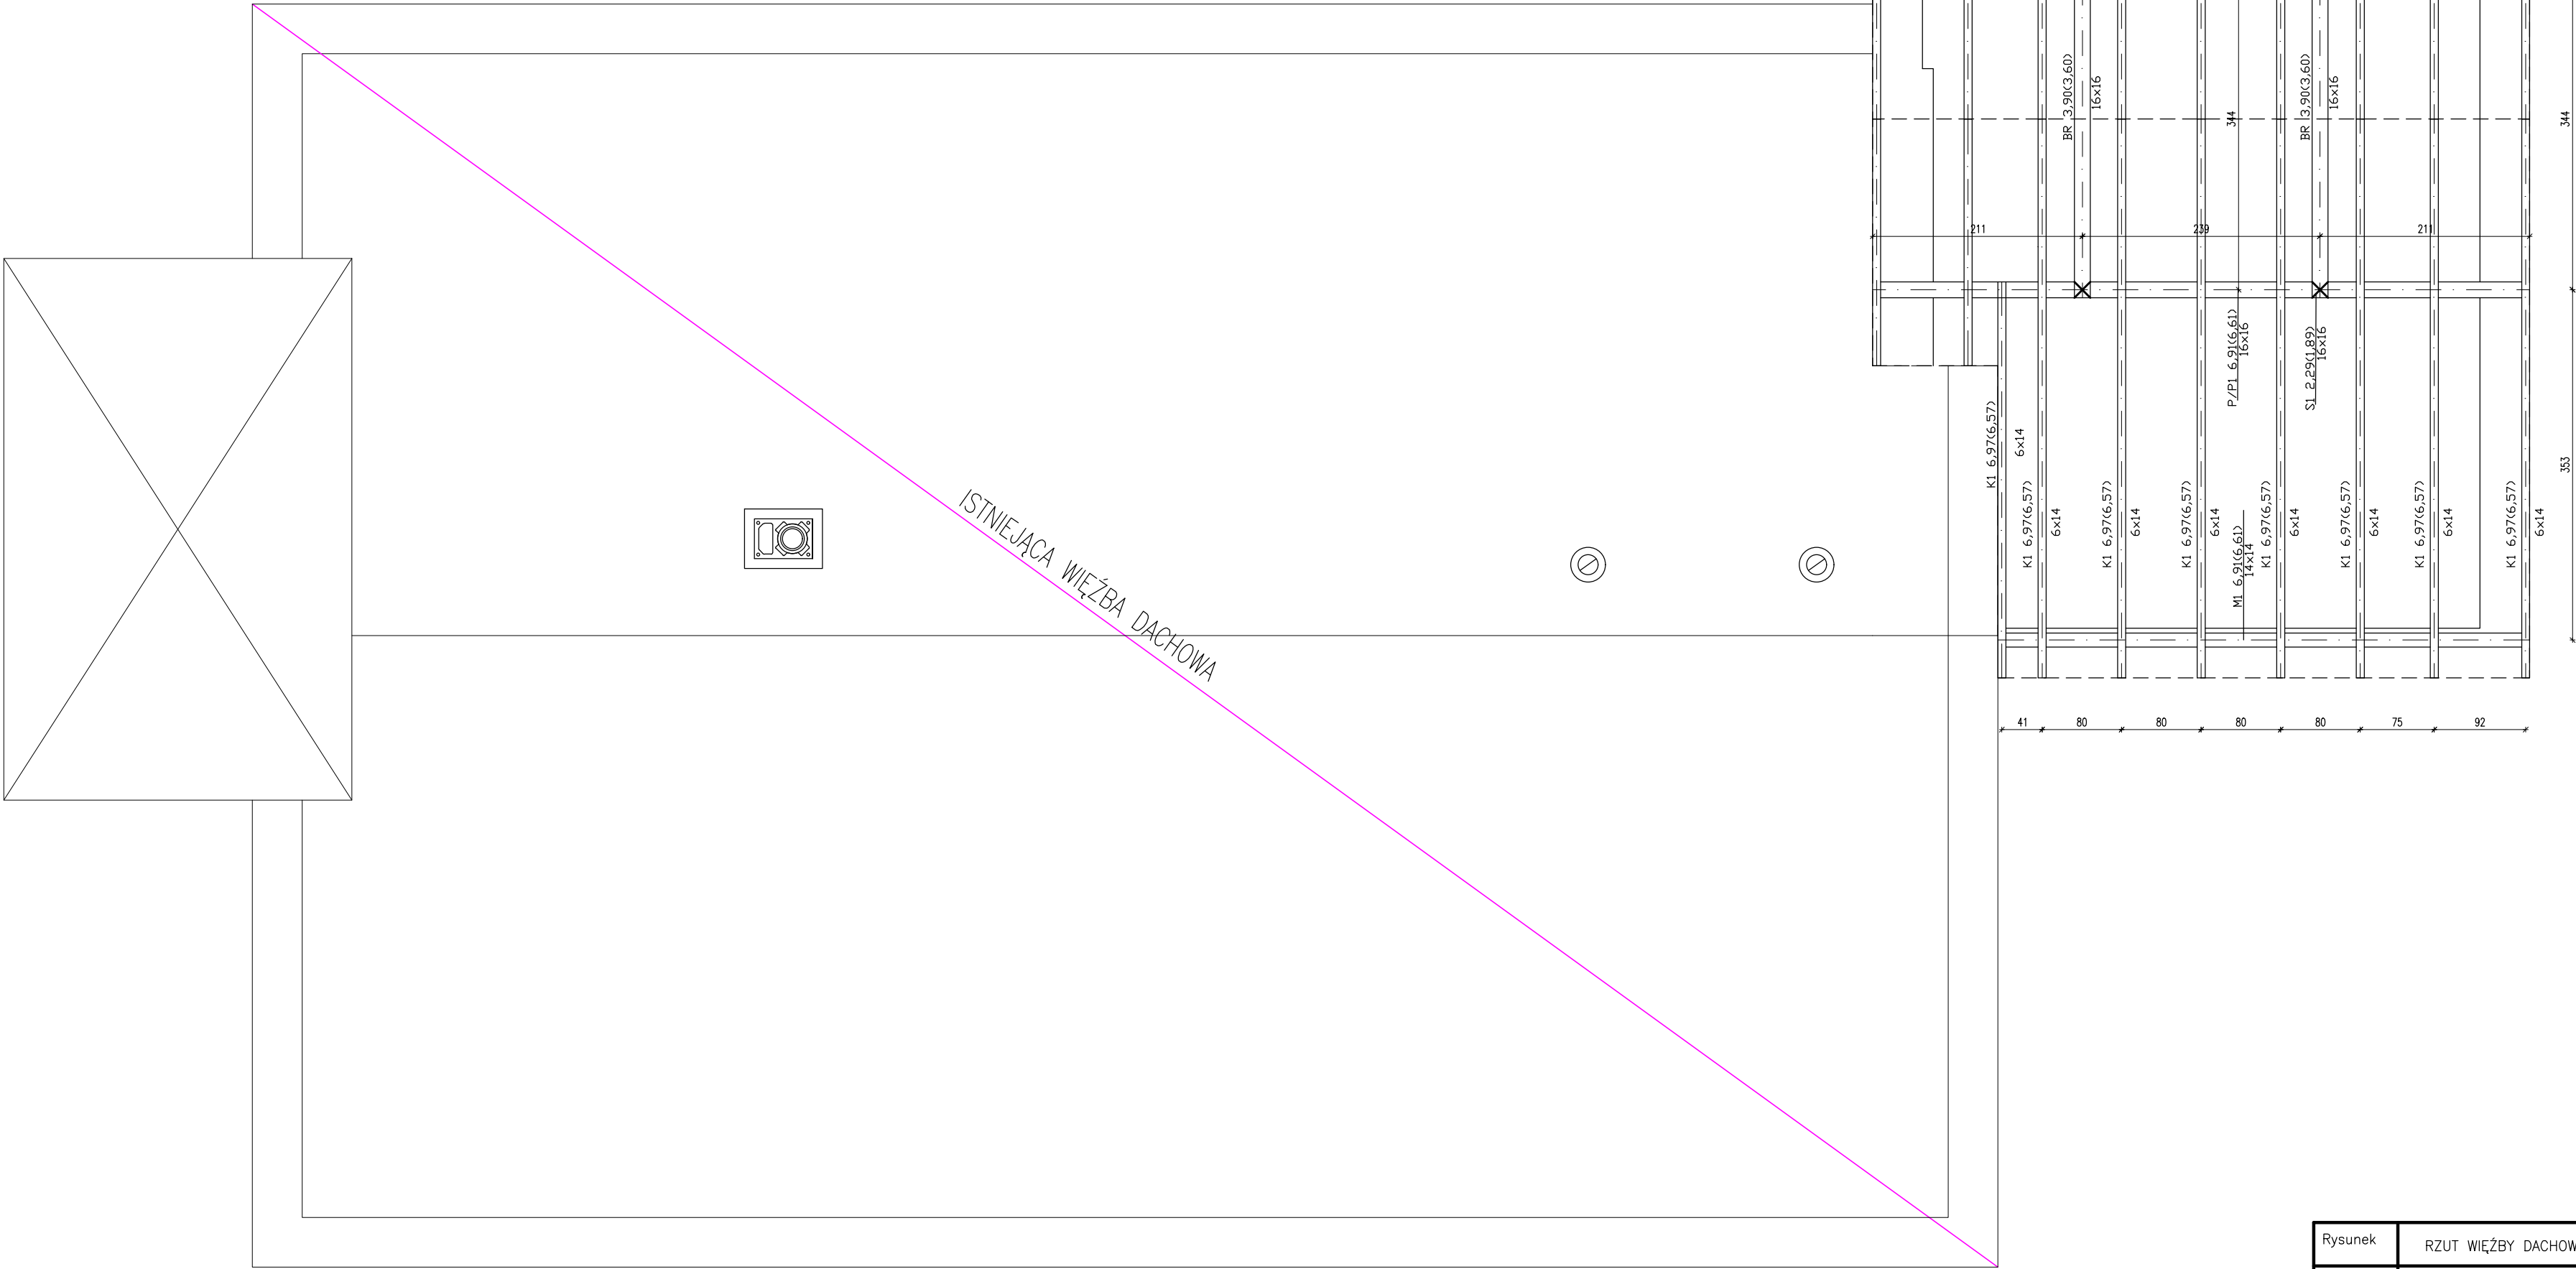 BR 3,90(3,60)
16x16
BR 3,90(3,60)
16x16
344
344
211
239
211
P/P1 6,91(6,61)
16x16
S1 2,29(1,89)
16x16
K1 6,97(6,57)
6x14
353
K1 6,97(6,57)
6x14
K1 6,97(6,57)
6x14
K1 6,97(6,57)
6x14
M1 6,91(6,61)
14x14
K1 6,97(6,57)
6x14
K1 6,97(6,57)
6x14
K1 6,97(6,57)
6x14
K1 6,97(6,57)
6x14
ISTNIEJĄCA WIĘŹBA DACHOWA
41
80
80
80
80
75
92
Rysunek
RZUT WIĘŹBY DACHOW